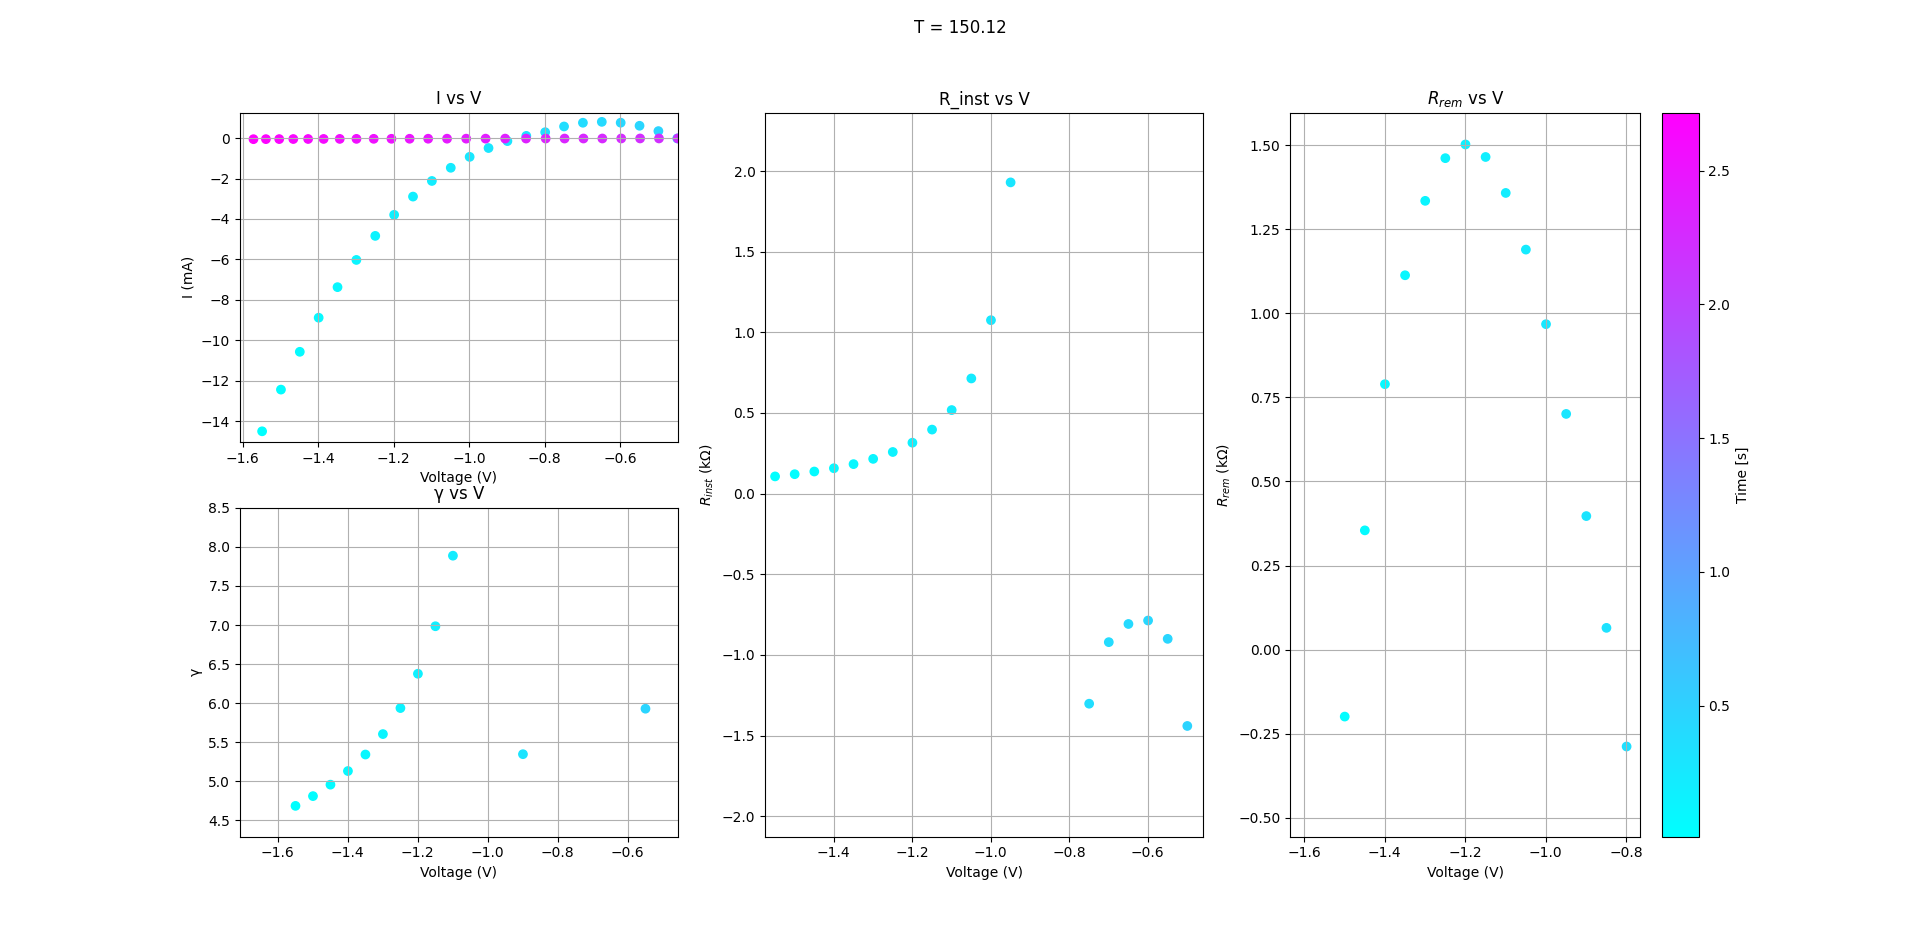 T = 150.12
I vs V
I (mA)
0
−2
−4
−6
−8
−10
−12
−14
−1.6 −1.4 −1.2 −1.0 −0.8 −0.6
Voltage (V)
γ vs V
γ
8.5
8.0
7.5
7.0
6.5
6.0
5.5
5.0
4.5
−1.6 −1.4 −1.2 −1.0 −0.8 −0.6
Voltage (V)
R_inst vs V
R_inst (kΩ)
2.0
1.5
1.0
0.5
0.0
−0.5
−1.0
−1.5
−2.0
−1.4 −1.2 −1.0 −0.8 −0.6
Voltage (V)
R_rem vs V
R_rem (kΩ)
1.50
1.25
1.00
0.75
0.50
0.25
0.00
−0.25
−0.50
−1.6 −1.4 −1.2 −1.0 −0.8
Voltage (V)
2.5
2.0
1.5
1.0
0.5
Time [s]